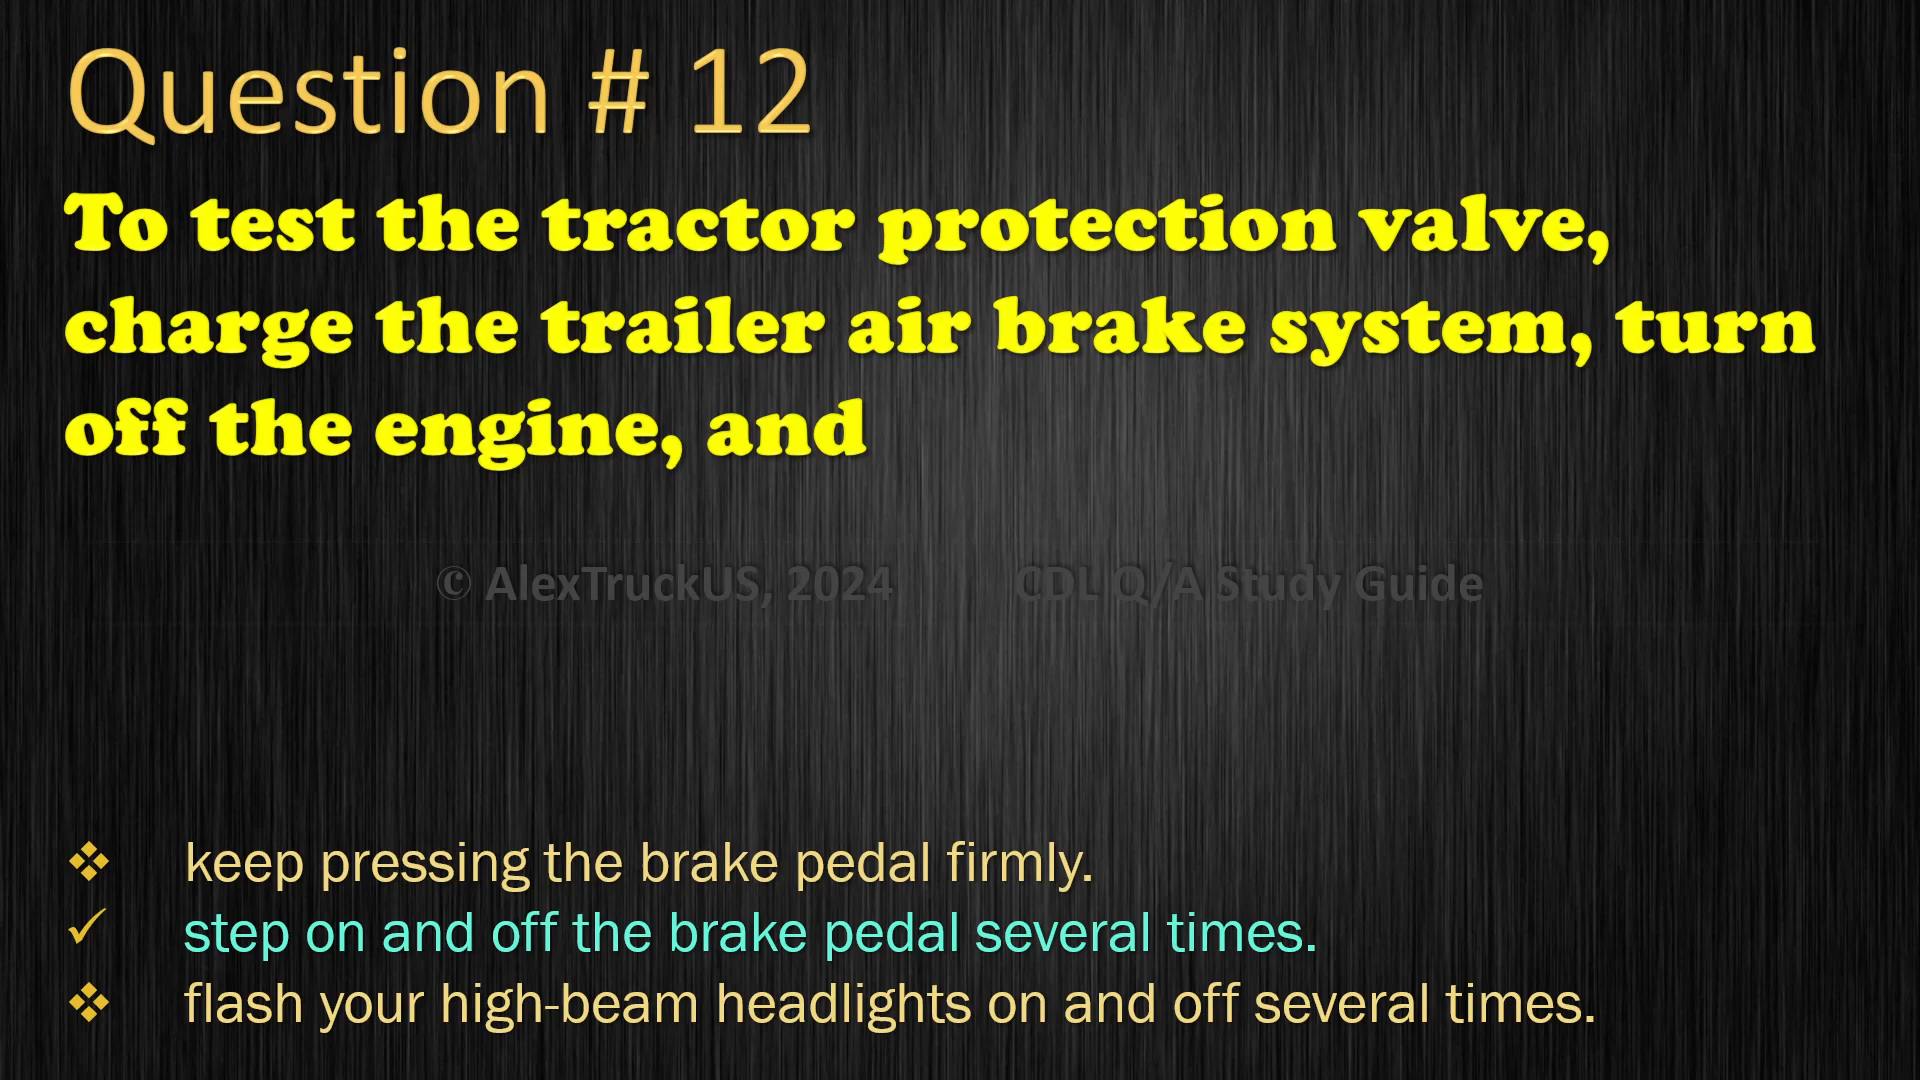 Question # 12
To test the tractor protection valve,
charge the trailer air brake system, turn
off the engine, and
© AlexTruckUS, 2024 CDL Q/A Study Guide
❖ keep pressing the brake pedal firmly.
✓ step on and off the brake pedal several times.
❖ flash your high-beam headlights on and off several times.